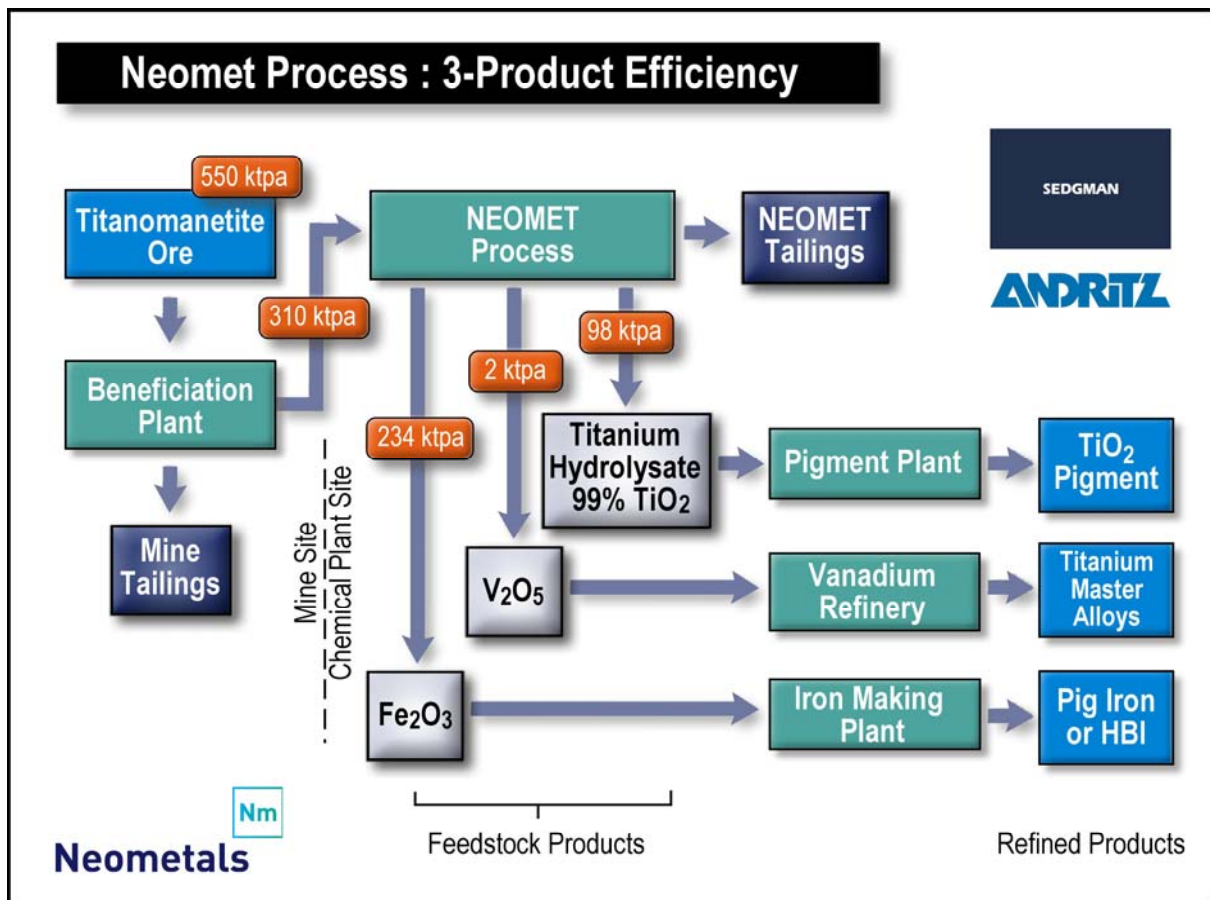 Neomet Process : 3-Product Efficiency
550 ktpa
Titanomanetite
Ore
NEOMET
Process
NEOMET
Tailings
SEDGMAN
ANDRITZ
310 ktpa
98 ktpa
2 ktpa
234 ktpa
Beneficiation
Plant
Mine
Tailings
Mine Site
Chemical Plant Site
Titanium
Hydrolysate
99% TiO₂
Pigment Plant
TiO₂
Pigment
V₂O₅
Vanadium
Refinery
Titanium
Master
Alloys
Fe₂O₃
Iron Making
Plant
Pig Iron
or HBI
Feedstock Products
Refined Products
Nm
Neometals